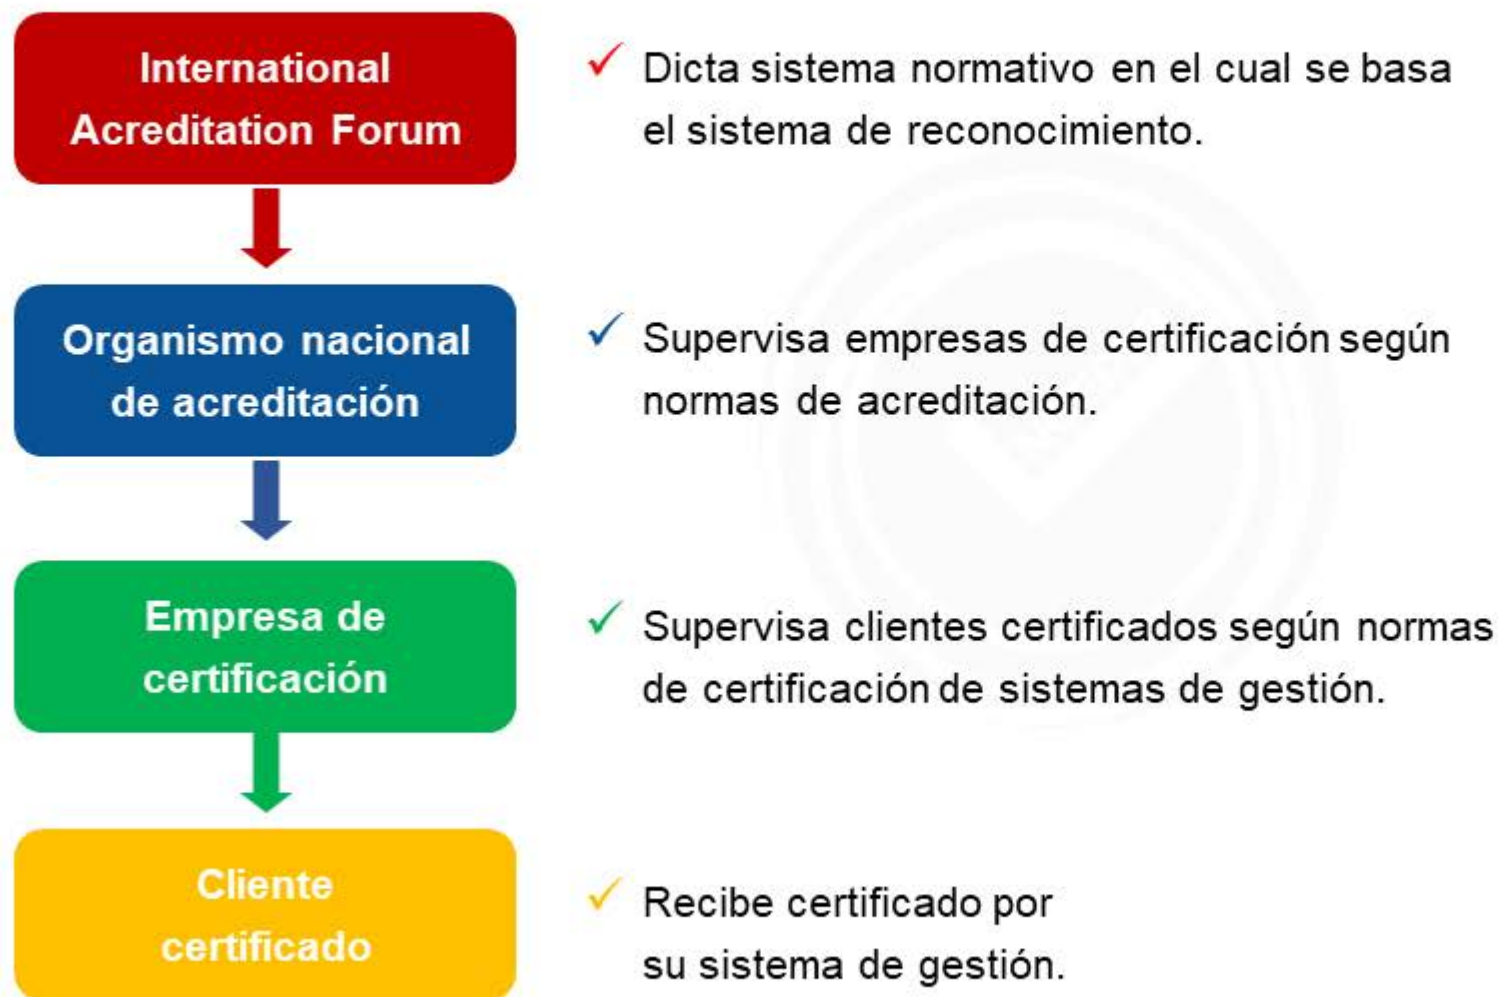 International
Acreditation Forum
Dicta sistema normativo en el cual se basa
el sistema de reconocimiento.
Organismo nacional
de acreditación
Supervisa empresas de certificación según
normas de acreditación.
Empresa de
certificación
Supervisa clientes certificados según normas
de certificación de sistemas de gestión.
Cliente
certificado
Recibe certificado por
su sistema de gestión.